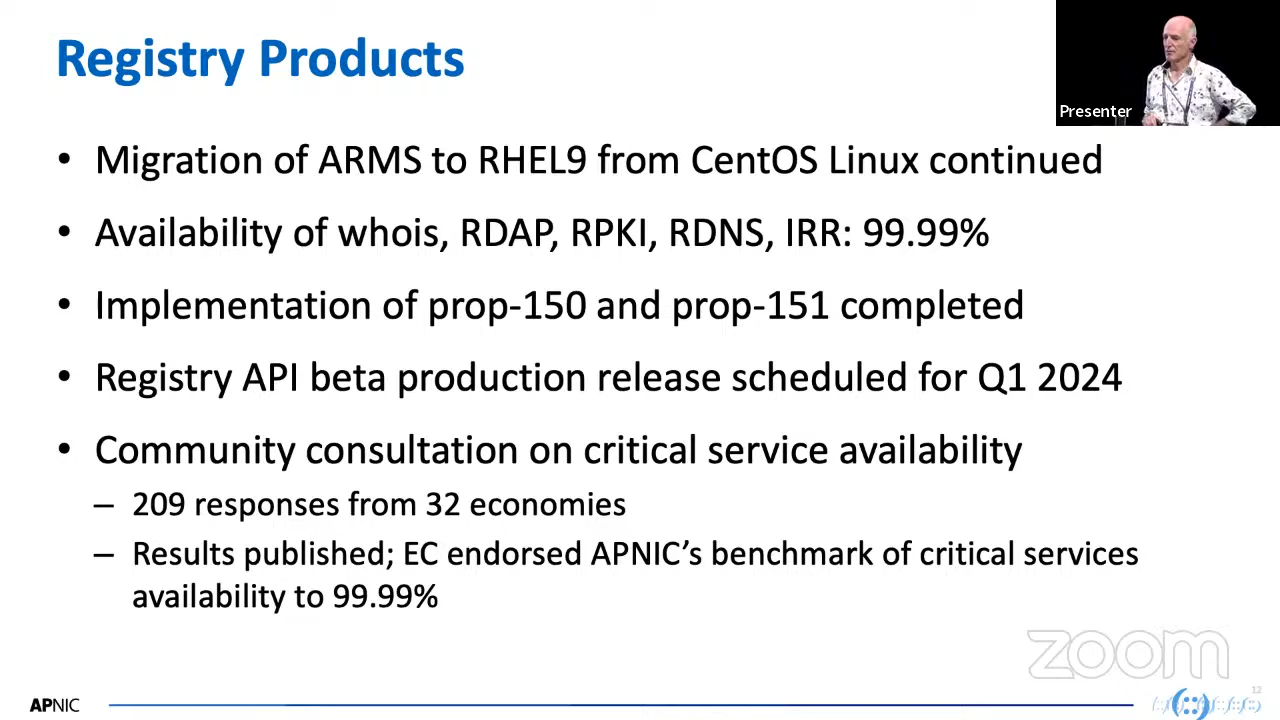 Registry Products
Presenter
• Migration of ARMS to RHEL9 from CentOS Linux continued
• Availability of whois, RDAP, RPKI, RDNS, IRR: 99.99%
• Implementation of prop-150 and prop-151 completed
• Registry API beta production release scheduled for Q1 2024
• Community consultation on critical service availability
– 209 responses from 32 economies
– Results published; EC endorsed APNIC’s benchmark of critical services
availability to 99.99%
zoom
12
APNIC